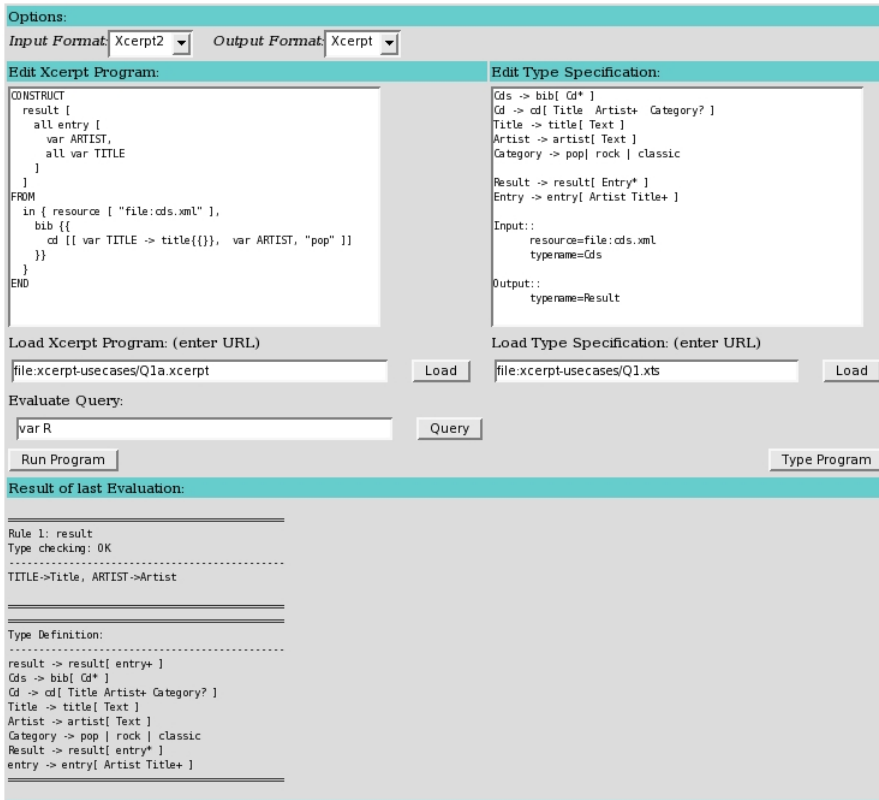 Options:
Input Format: Xcerpt2 Output Format: Xcerpt
Edit Xcerpt Program:
CONSTRUCT
result [
all entry [
var ARTIST,
all var TITLE
]
]
FROM
in { resource [ "file:cds.xml" ],
bib {{
cd [[ var TITLE -> title{{}}, var ARTIST, "pop" ]]
}}
}
END
Load Xcerpt Program: (enter URL)
file:xcerpt-usecases/Q1a.xcerpt Load
Edit Type Specification:
Cds -> bib[ Cd* ]
Cd -> cd[ Title Artist+ Category? ]
Title -> title[ Text ]
Artist -> artist[ Text ]
Category -> pop| rock | classic
Result -> result[ Entry* ]
Entry -> entry[ Artist Title+ ]
Input::
resource=file:cds.xml
typename=Cds
Output::
typename=Result
Load Type Specification: (enter URL)
file:xcerpt-usecases/Q1.xts Load
Evaluate Query:
var R Query
Run Program Type Program
Result of last Evaluation:
Rule 1: result
Type checking: OK
----------------------------------------------
TITLE->Title, ARTIST->Artist
Type Definition:
----------------------------------------------
result -> result[ entry+ ]
Cds -> bib[ Cd* ]
Cd -> cd[ Title Artist+ Category? ]
Title -> title[ Text ]
Artist -> artist[ Text ]
Category -> pop | rock | classic
Result -> result[ entry* ]
entry -> entry[ Artist Title+ ]